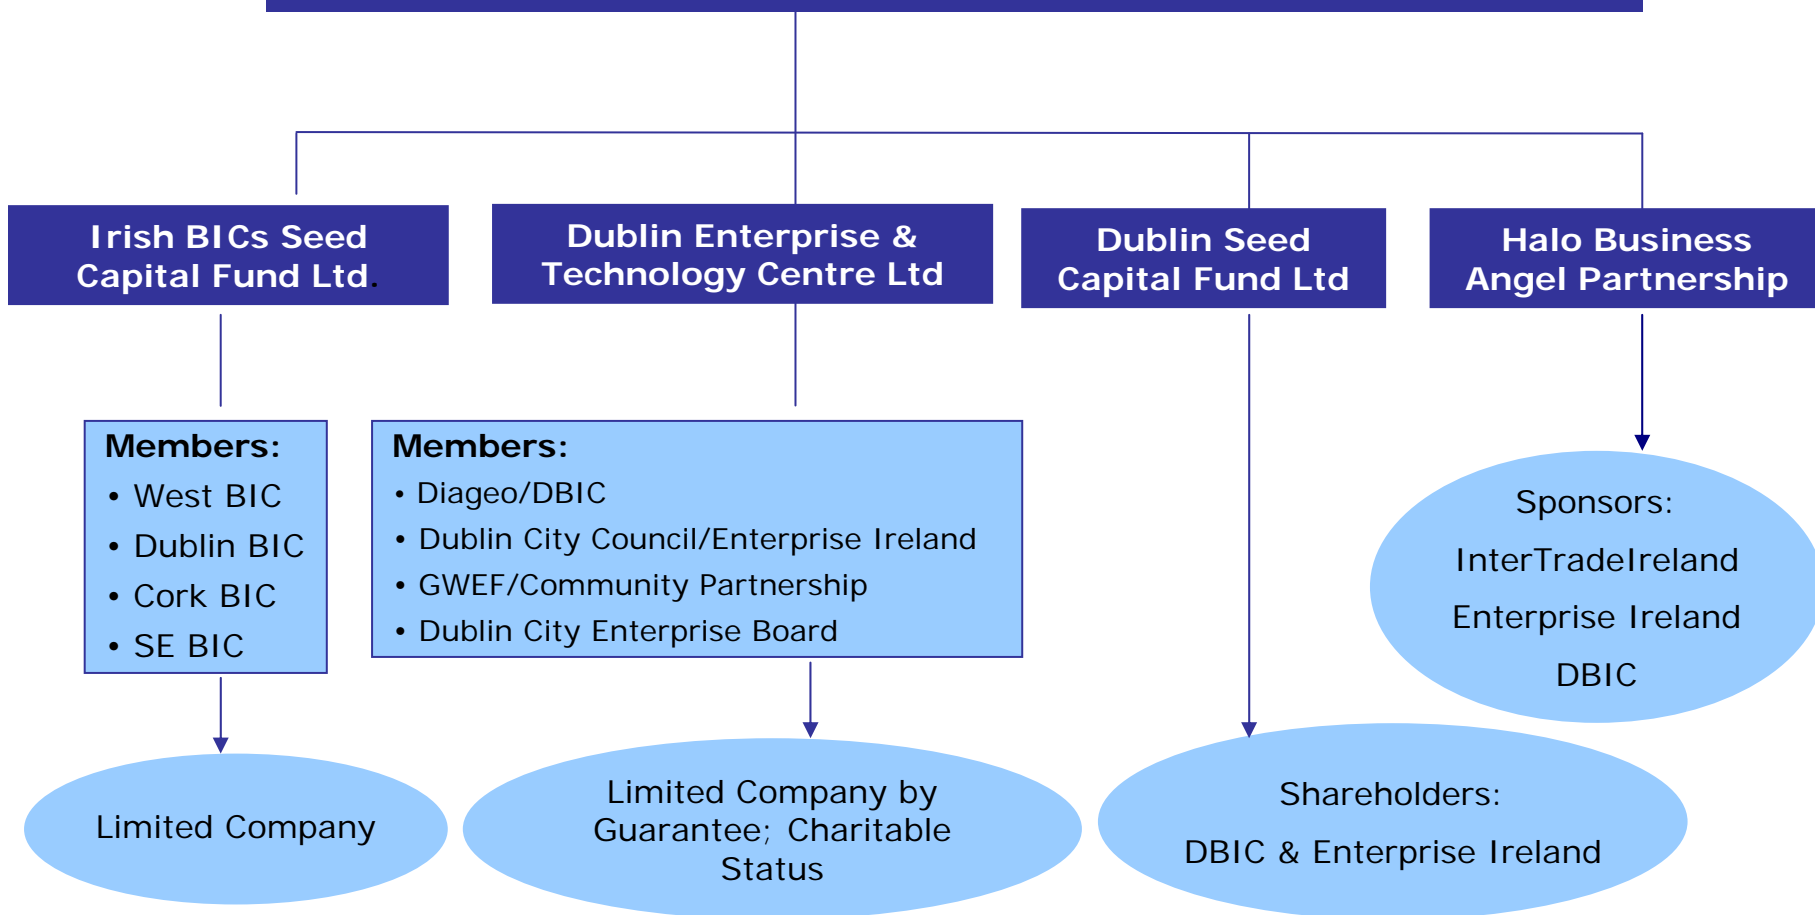 Irish BICs Seed
Capital Fund Ltd.
Dublin Enterprise &
Technology Centre Ltd
Dublin Seed
Capital Fund Ltd
Halo Business
Angel Partnership
Members:
• West BIC
• Dublin BIC
• Cork BIC
• SE BIC
Members:
• Diageo/DBIC
• Dublin City Council/Enterprise Ireland
• GWEF/Community Partnership
• Dublin City Enterprise Board
Sponsors:
InterTradeIreland
Enterprise Ireland
DBIC
Limited Company
Limited Company by
Guarantee; Charitable
Status
Shareholders:
DBIC & Enterprise Ireland